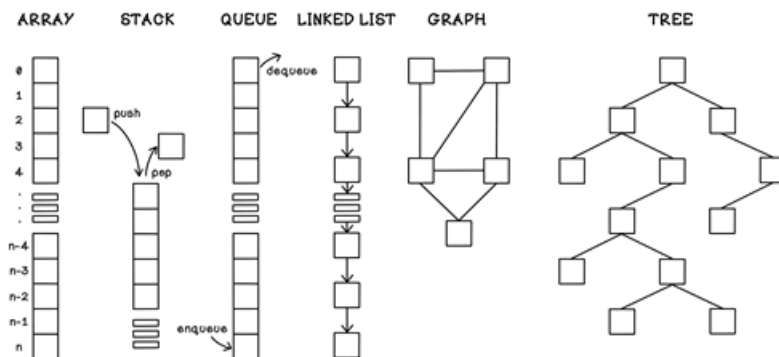 ARRAY STACK QUEUE LINKED LIST GRAPH TREE
0
dequeue
1
2
push
3
4
pop
.
.
.
n-4
n-3
n-2
n-1
enqueue
n